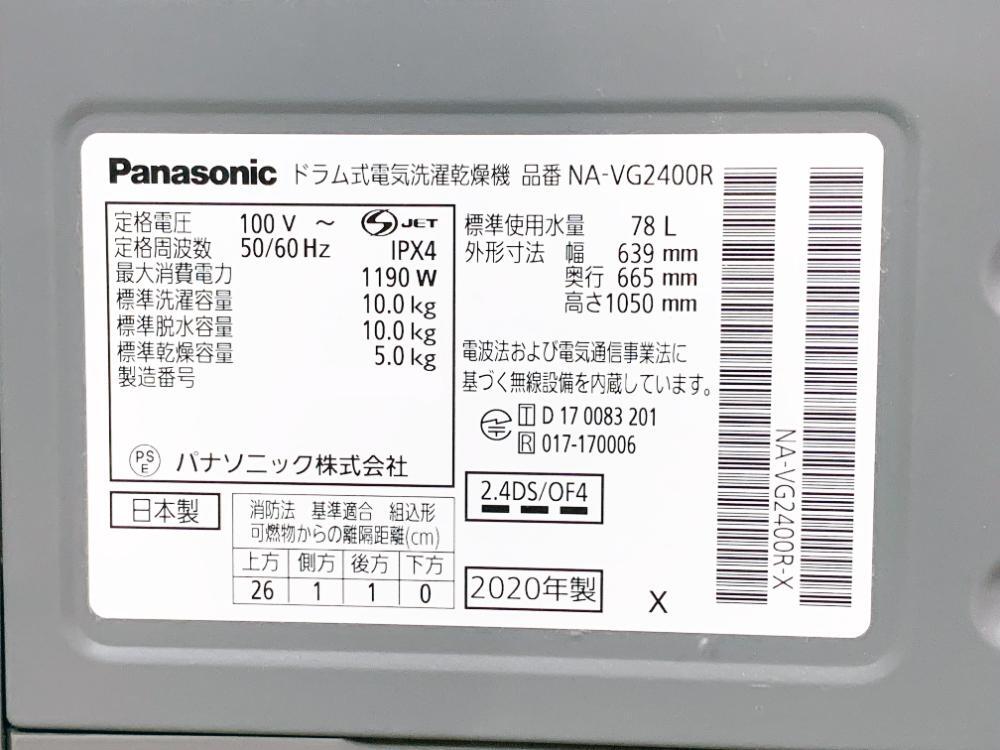 Panasonic ドラム式電気洗濯乾燥機 品番 NA-VG2400R
定格電圧 100 V ～ S JET
定格周波数 50/60 Hz IPX4
最大消費電力 1190 W
標準洗濯容量 10.0 kg
標準脱水容量 10.0 kg
標準乾燥容量 5.0 kg
製造番号
PS E パナソニック株式会社
日本製
消防法 基準適合 組込形
可燃物からの離隔距離(cm)
上方 側方 後方 下方
26 1 1 0
標準使用水量 78 L
外形寸法 幅 639 mm
奥行 665 mm
高さ 1050 mm
電波法および電気通信事業法に
基づく無線設備を内蔵しています。
T D 17 0083 201
R 017-170006
2.4DS/OF4
2020年製
X
NA-VG2400R-X